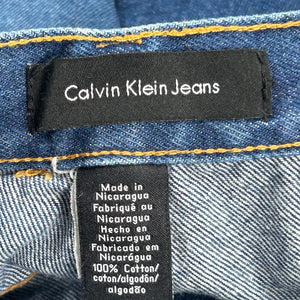 Calvin Klein Jeans
Made in
Nicaragua
Fabriqué au
Nicaragua
Hecho en
Nicaragua
Fabricado em
Nicarágua
100% Cotton/
coton/algodón/
algodão